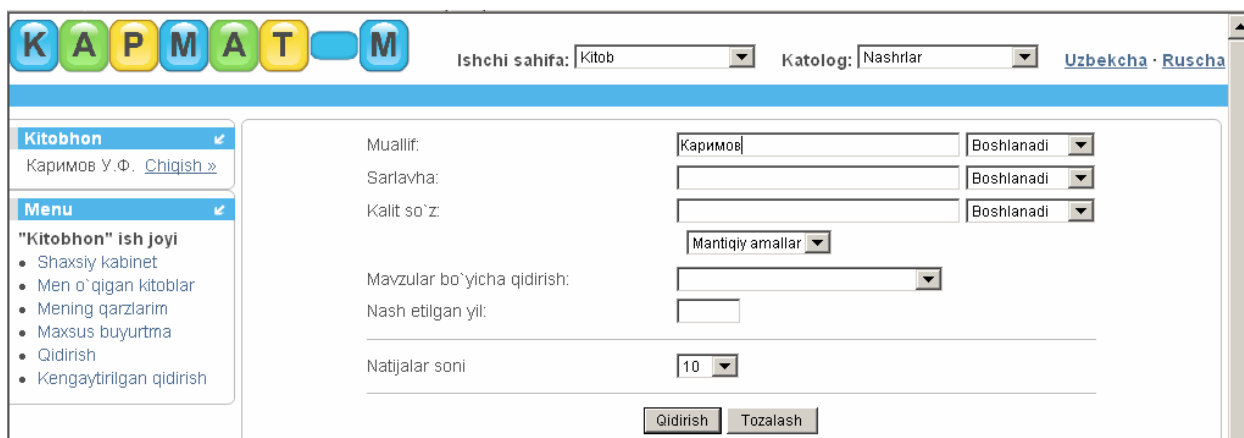 КАРМАТ-М
Ishchi sahifa: Kitob Katolog: Nashrlar Uzbekcha · Ruscha
Kitobhon
Каримов У.Ф. Chiqish »
Menu
"Kitobhon" ish joyi
• Shaxsiy kabinet
• Men o`qigan kitoblar
• Mening qarzlarim
• Maxsus buyurtma
• Qidirish
• Kengaytirilgan qidirish
Muallif: Каримов Boshlanadi
Sarlavha: Boshlanadi
Kalit so`z: Boshlanadi
Mantiqiy amallar
Mavzular bo`yicha qidirish:
Nash etilgan yil:
Natijalar soni 10
Qidirish Tozalash